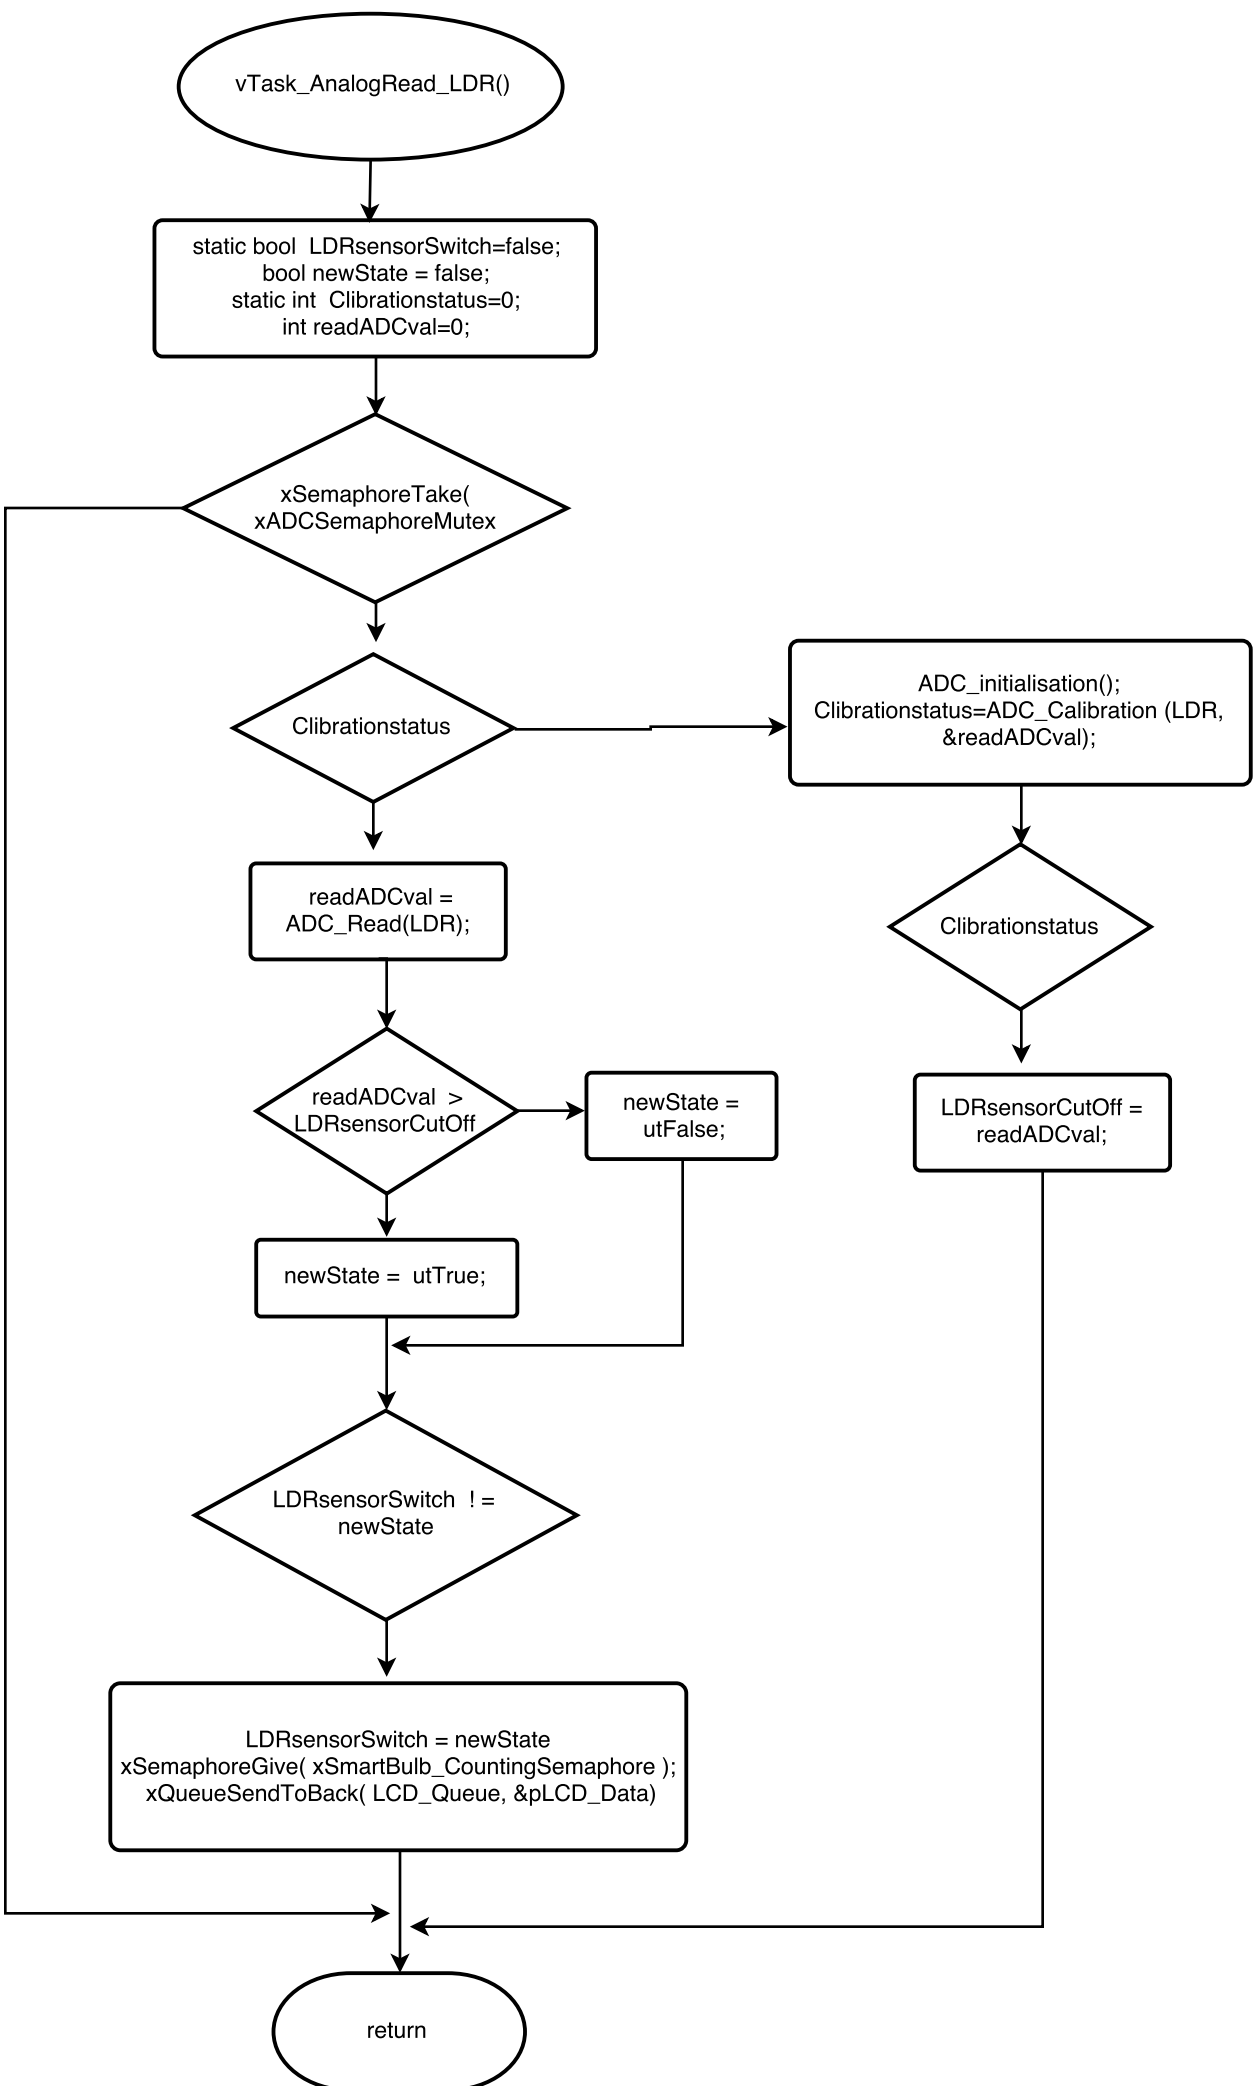 vTask_AnalogRead_LDR()
static bool  LDRsensorSwitch=false;
bool newState = false;
static int  Clibrationstatus=0;
int readADCval=0;
xSemaphoreTake(
xADCSemaphoreMutex
Clibrationstatus
ADC_initialisation();
Clibrationstatus=ADC_Calibration (LDR,
&readADCval);
readADCval =
ADC_Read(LDR);
Clibrationstatus
readADCval  >
LDRsensorCutOff
newState =
utFalse;
LDRsensorCutOff =
readADCval;
newState =  utTrue;
LDRsensorSwitch  ! =
newState
LDRsensorSwitch = newState
xSemaphoreGive( xSmartBulb_CountingSemaphore );
xQueueSendToBack( LCD_Queue, &pLCD_Data)
return